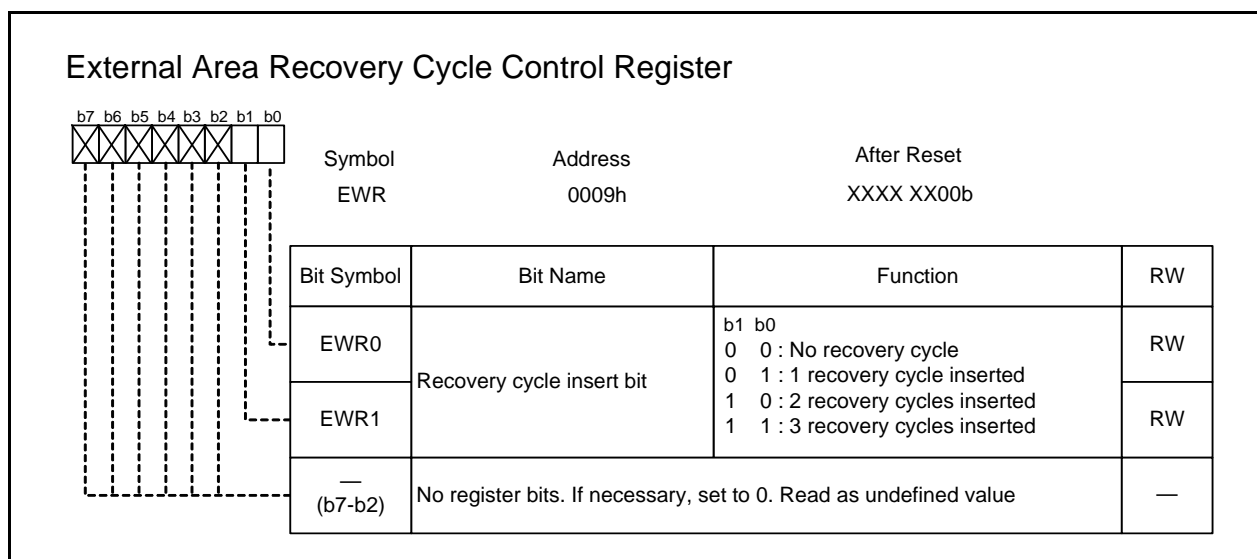 External Area Recovery Cycle Control Register
b7 b6 b5 b4 b3 b2 b1 b0
Symbol Address After Reset
EWR 0009h XXXX XX00b
Bit Symbol Bit Name Function RW
EWR0 Recovery cycle insert bit b1 b0
0 0 : No recovery cycle
0 1 : 1 recovery cycle inserted
1 0 : 2 recovery cycles inserted
1 1 : 3 recovery cycles inserted
RW
EWR1 RW
—
(b7-b2) No register bits. If necessary, set to 0. Read as undefined value —